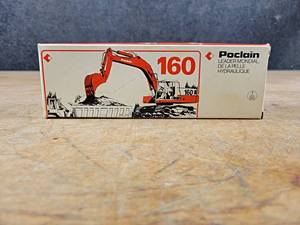 160
Poclain
LEADER MONDIAL
DE LA PELLE
HYDRAULIQUE
160